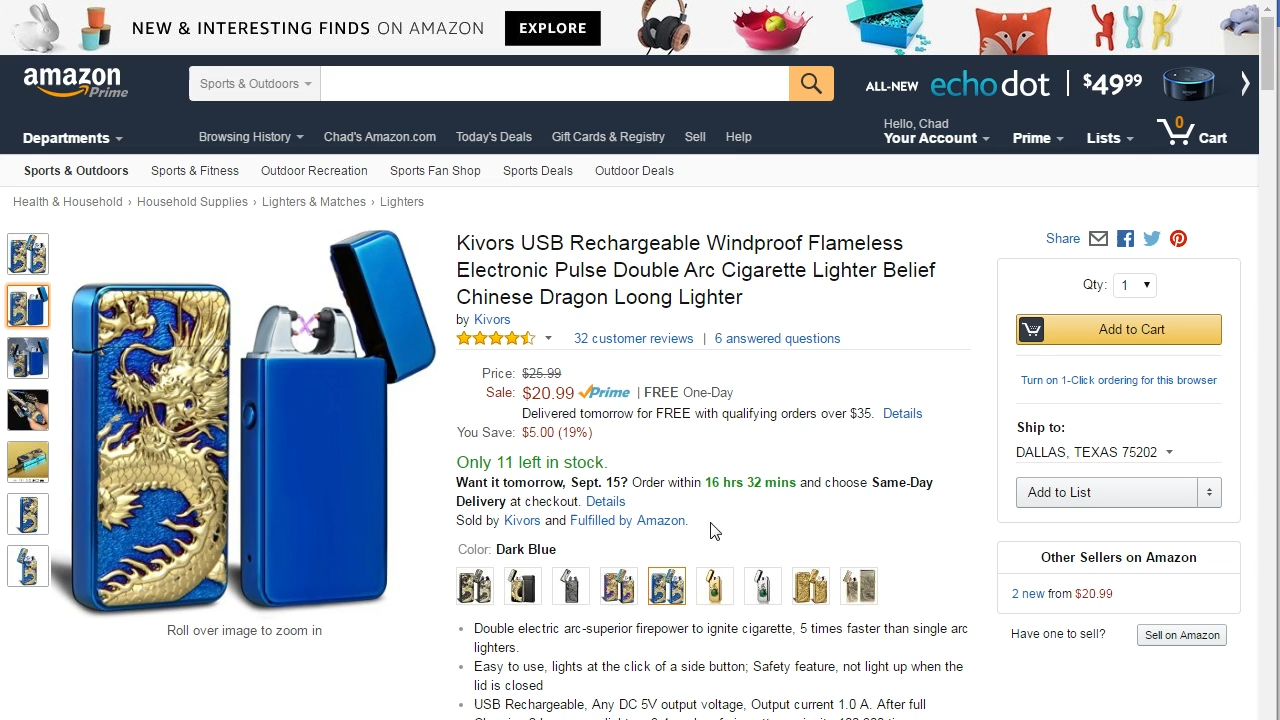 NEW & INTERESTING FINDS ON AMAZON EXPLORE
amazon Prime
Sports & Outdoors
ALL-NEW echo dot | $49.99
Departments
Browsing History Chad's Amazon.com Today's Deals Gift Cards & Registry Sell Help
Hello, Chad
Your Account Prime Lists 0 Cart
Sports & Outdoors Sports & Fitness Outdoor Recreation Sports Fan Shop Sports Deals Outdoor Deals
Health & Household › Household Supplies › Lighters & Matches › Lighters
Kivors USB Rechargeable Windproof Flameless
Electronic Pulse Double Arc Cigarette Lighter Belief
Chinese Dragon Loong Lighter
by Kivors
32 customer reviews | 6 answered questions
Price: $25.99
Sale: $20.99 Prime | FREE One-Day
Delivered tomorrow for FREE with qualifying orders over $35. Details
You Save: $5.00 (19%)
Only 11 left in stock.
Want it tomorrow, Sept. 15? Order within 16 hrs 32 mins and choose Same-Day
Delivery at checkout. Details
Sold by Kivors and Fulfilled by Amazon.
Color: Dark Blue
Double electric arc-superior firepower to ignite cigarette, 5 times faster than single arc
lighters.
Easy to use, lights at the click of a side button; Safety feature, not light up when the
lid is closed
USB Rechargeable, Any DC 5V output voltage, Output current 1.0 A. After full
Roll over image to zoom in
Share
Qty: 1
Add to Cart
Turn on 1-Click ordering for this browser
Ship to:
DALLAS, TEXAS 75202
Add to List
Other Sellers on Amazon
2 new from $20.99
Have one to sell? Sell on Amazon